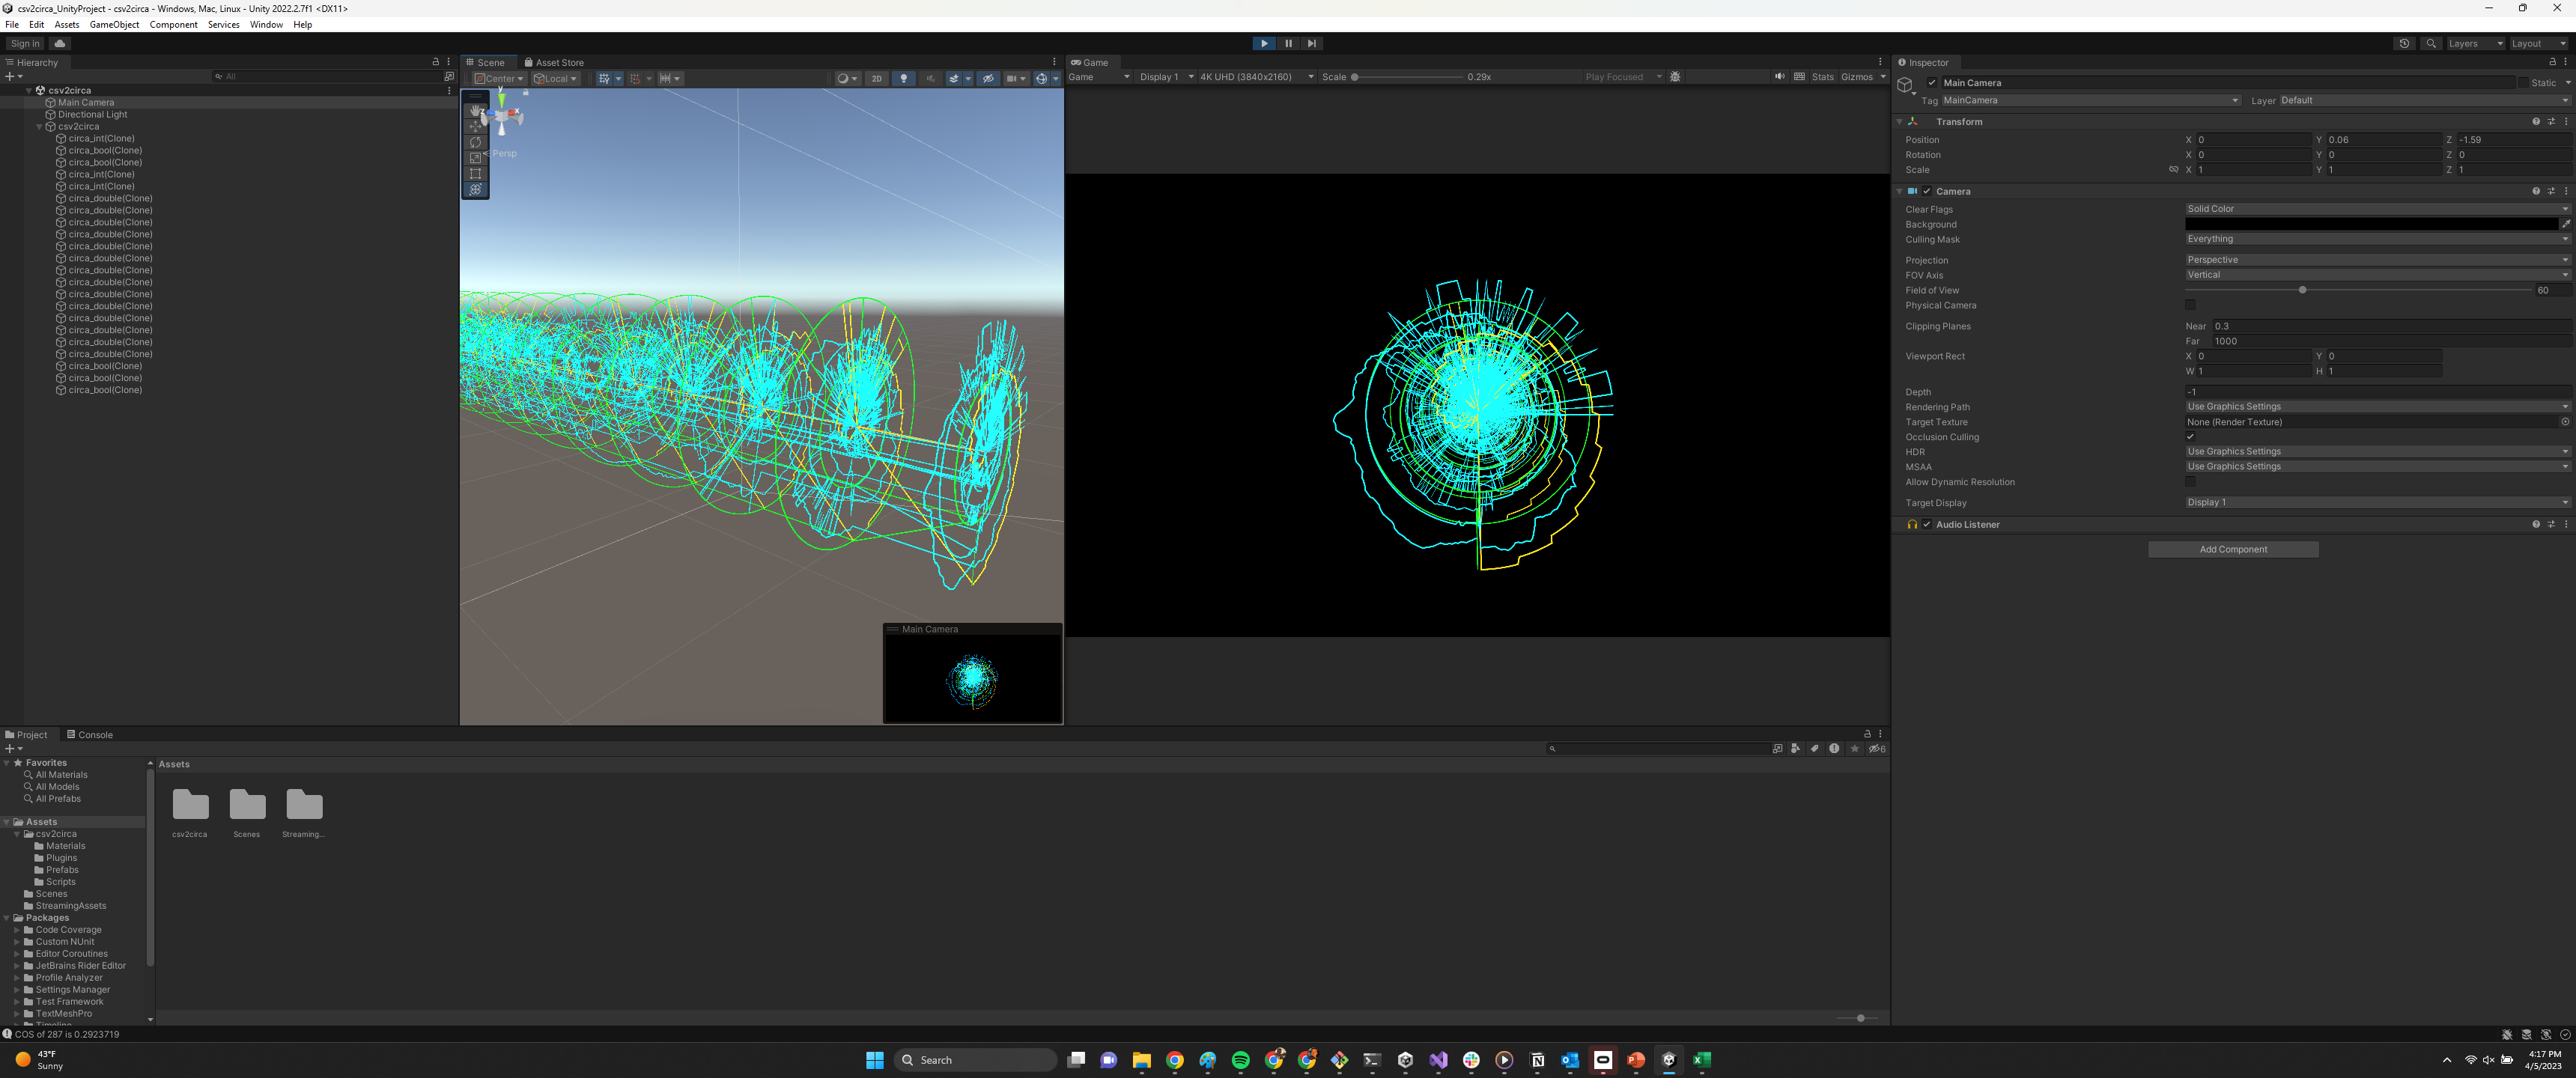 csv2circa_UnityProject - csv2circa - Windows, Mac, Linux - Unity 2022.2.7f1 <DX11>
File Edit Assets GameObject Component Services Window Help
Sign in
Layers Layout
Hierarchy
All
csv2circa
Main Camera
Directional Light
csv2circa
circa_int(Clone)
circa_bool(Clone)
circa_bool(Clone)
circa_int(Clone)
circa_int(Clone)
circa_double(Clone)
circa_double(Clone)
circa_double(Clone)
circa_double(Clone)
circa_double(Clone)
circa_double(Clone)
circa_double(Clone)
circa_double(Clone)
circa_double(Clone)
circa_double(Clone)
circa_double(Clone)
circa_double(Clone)
circa_double(Clone)
circa_double(Clone)
circa_bool(Clone)
circa_bool(Clone)
circa_bool(Clone)
Scene Asset Store
Center Local 2D
y
x
z
Persp
Main Camera
Game
Game Display 1 4K UHD (3840x2160) Scale 0.29x Play Focused Stats Gizmos
Inspector
Main Camera Static
Tag MainCamera Layer Default
Transform
Position X 0 Y 0.06 Z -1.59
Rotation X 0 Y 0 Z 0
Scale X 1 Y 1 Z 1
Camera
Clear Flags Solid Color
Background
Culling Mask Everything
Projection Perspective
FOV Axis Vertical
Field of View 60
Physical Camera
Clipping Planes Near 0.3
Far 1000
Viewport Rect X 0 Y 0
W 1 H 1
Depth -1
Rendering Path Use Graphics Settings
Target Texture None (Render Texture)
Occlusion Culling
HDR Use Graphics Settings
MSAA Use Graphics Settings
Allow Dynamic Resolution
Target Display Display 1
Audio Listener
Add Component
Project Console
6
Favorites
All Materials
All Models
All Prefabs
Assets
csv2circa
Materials
Plugins
Prefabs
Scripts
Scenes
StreamingAssets
Packages
Code Coverage
Custom NUnit
Editor Coroutines
JetBrains Rider Editor
Profile Analyzer
Settings Manager
Test Framework
TextMeshPro
Timeline
Assets
csv2circa Scenes Streaming...
COS of 287 is 0.2923719
43°F
Sunny
Search
4:17 PM
4/5/2023